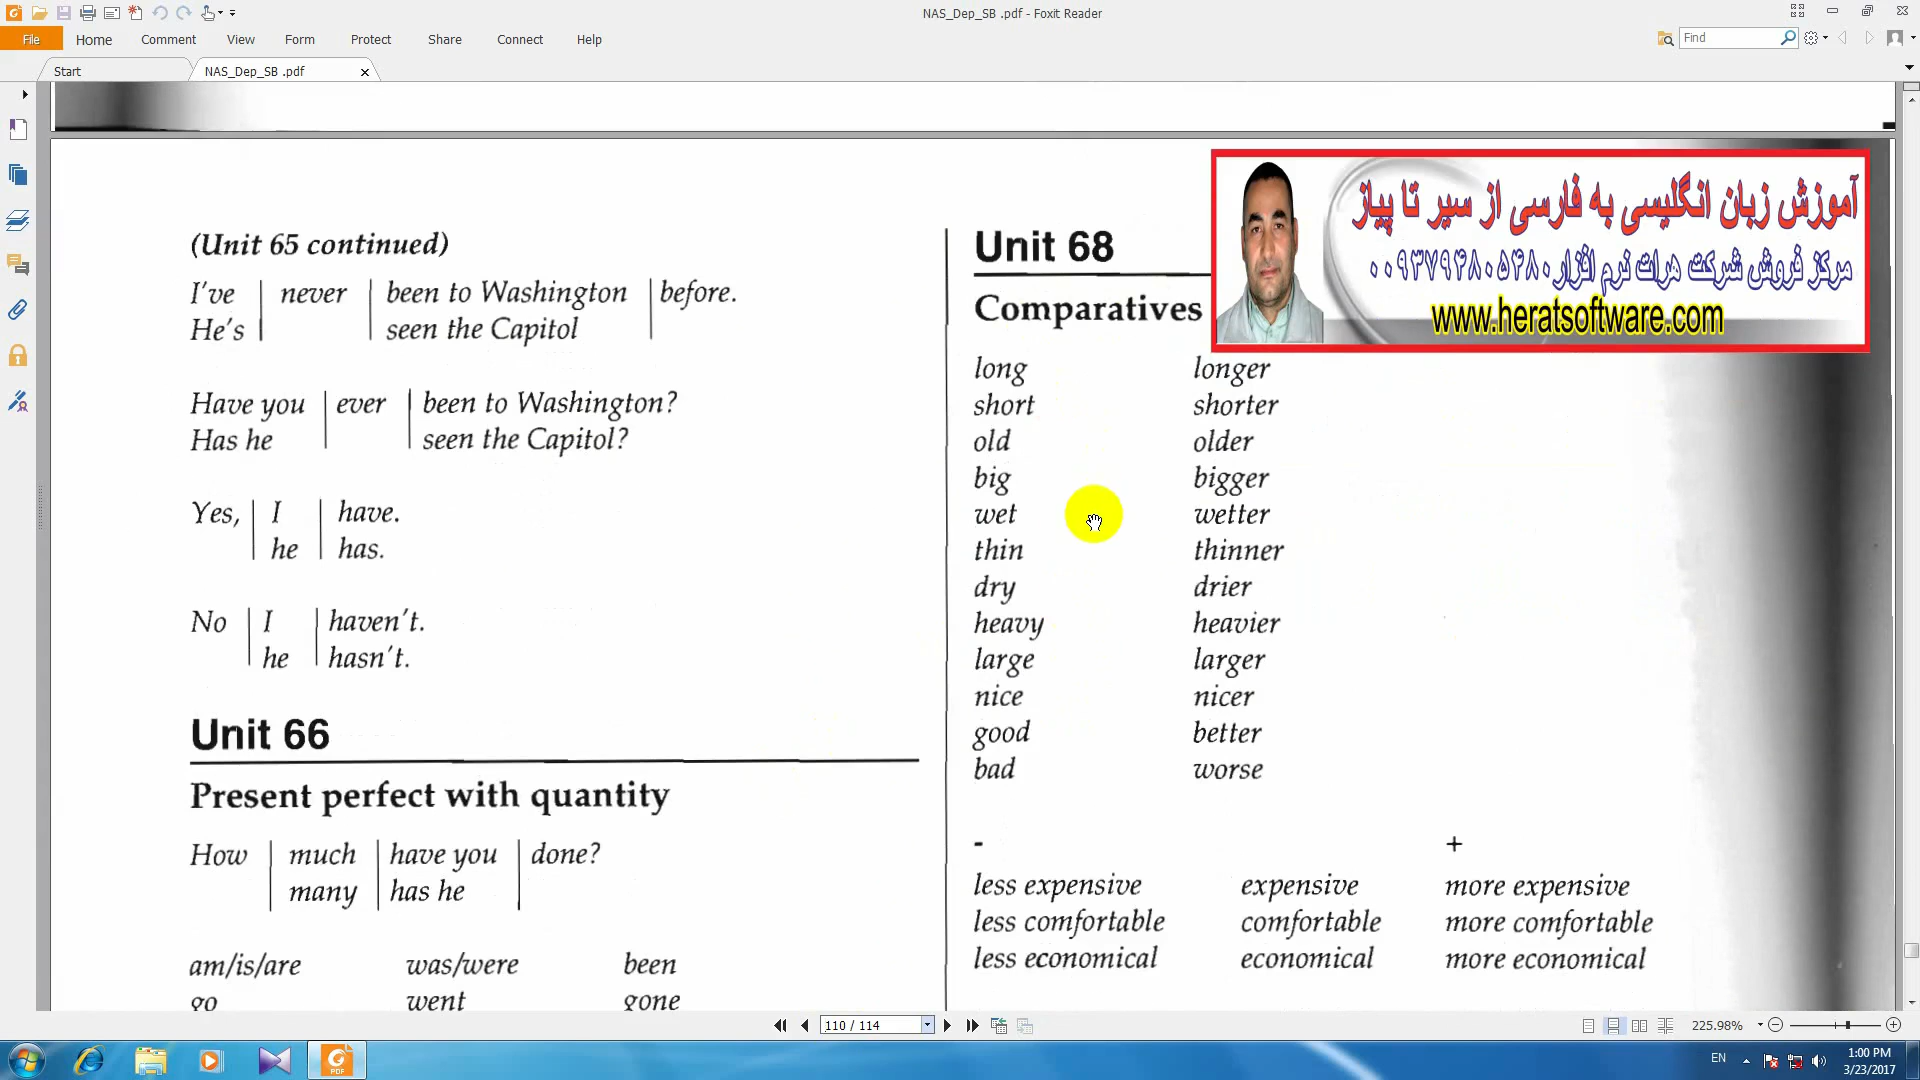 NAS_Dep_SB .pdf - Foxit Reader
File Home Comment View Form Protect Share Connect Help
Find
Start NAS_Dep_SB .pdf
(Unit 65 continued)
I've never been to Washington before.
He's seen the Capitol
Have you ever been to Washington?
Has he seen the Capitol?
Yes, I have.
he has.
No I haven't.
he hasn't.
Unit 66
Present perfect with quantity
How much have you done?
many has he
am/is/are was/were been
go went gone
Unit 68
Comparatives
long longer
short shorter
old older
big bigger
wet wetter
thin thinner
dry drier
heavy heavier
large larger
nice nicer
good better
bad worse
- +
less expensive expensive more expensive
less comfortable comfortable more comfortable
less economical economical more economical
آموزش زبان انگلیسی به فارسی از سیر تا پیاز
مرکز فروش شرکت هرات نرم افزار ۰۰۹۳۷۹۴۸۰۵۴۸۰
www.heratsoftware.com
110 / 114
225.98%
PDF
EN
1:00 PM
3/23/2017